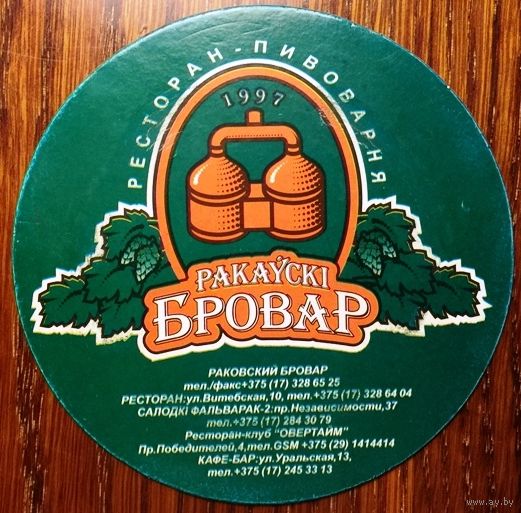 РЕСТОРАН-ПИВОВАРНЯ
1997
РАКАЎСКІ
БРОВАР
РАКОВСКИЙ БРОВАР
тел./факс+375 (17) 328 65 25
РЕСТОРАН:ул.Витебская,10, тел.+375 (17) 328 64 04
САЛОДКІ ФАЛЬВАРАК-2:пр.Независимости,37
тел.+375 (17) 284 30 79
Ресторан-клуб "ОВЕРТАЙМ"
Пр.Победителей,4,тел.GSM +375 (29) 1414414
КАФЕ-БАР:ул.Уральская,13,
тел.+375 (17) 245 33 13
www.ay.by